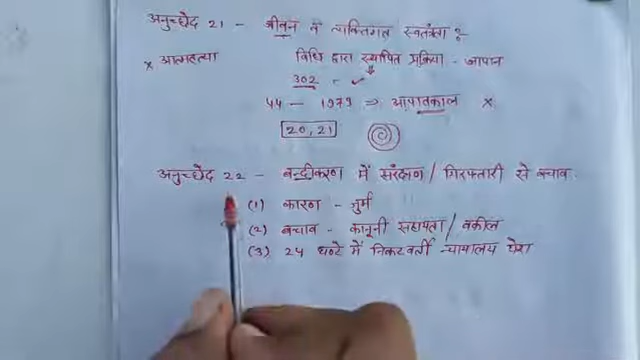 अनुच्छेद 21 - जीवन व व्यक्तिगत स्वतंत्रता :-
x आत्महत्या विधि द्वारा स्थापित प्रक्रिया - जापान
302 - ✓
44 - 1979 ⇒ आपातकाल x
20, 21
अनुच्छेद 22 - बन्दीकरण में संरक्षण / गिरफ्तारी से बचाव
(1) कारण - जुर्म
(2) बचाव - कानूनी सहायता / वकील
(3) 24 घण्टे में निकटवर्ती न्यायालय पेश